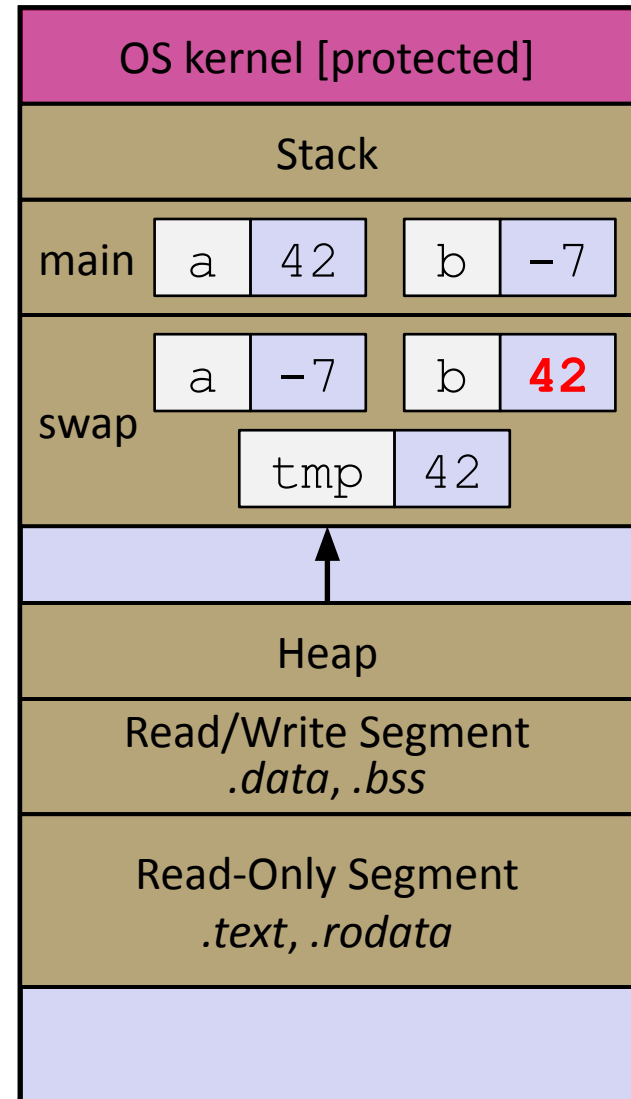 OS kernel [protected]
Stack
main a 42 b -7
a -7 b 42
swap
tmp 42
Heap
Read/Write Segment
.data, .bss
Read-Only Segment
.text, .rodata